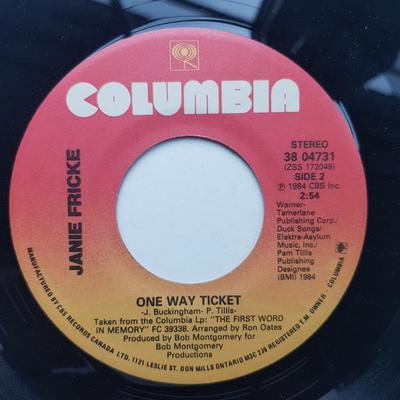 COLUMBIA
JANIE FRICKE
STEREO
38 04731
(ZSS 172049)
SIDE 2
Ⓟ 1984 CBS Inc.
2:54
Warner-
Tamerlane
Publishing Corp./
Duck Songs/
Elektra-Asylum
Music, Inc./
Pam Tillis
Publishing
Designee
(BMI) 1984
ONE WAY TICKET
-J. Buckingham- P. Tillis-
Taken from the Columbia Lp: "THE FIRST WORD
IN MEMORY" FC 39338. Arranged by Ron Oates
Produced by Bob Montgomery for
Bob Montgomery
Productions
MANUFACTURED BY CBS RECORDS CANADA LTD. 1121 LESLIE ST. DON MILLS ONTARIO M3C 2J9 REGISTERED T.M. OWNER. COLUMBIA